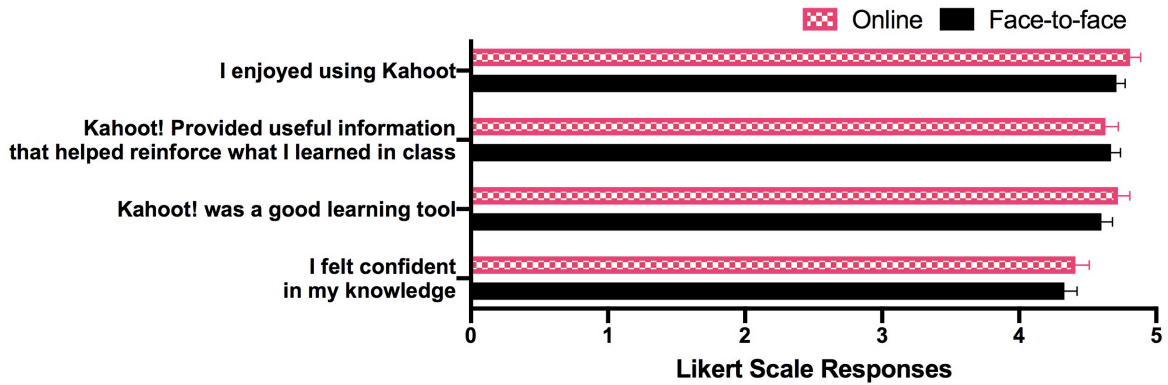 Online Face-to-face
I enjoyed using Kahoot
Kahoot! Provided useful information
that helped reinforce what I learned in class
Kahoot! was a good learning tool
I felt confident
in my knowledge
0 1 2 3 4 5
Likert Scale Responses